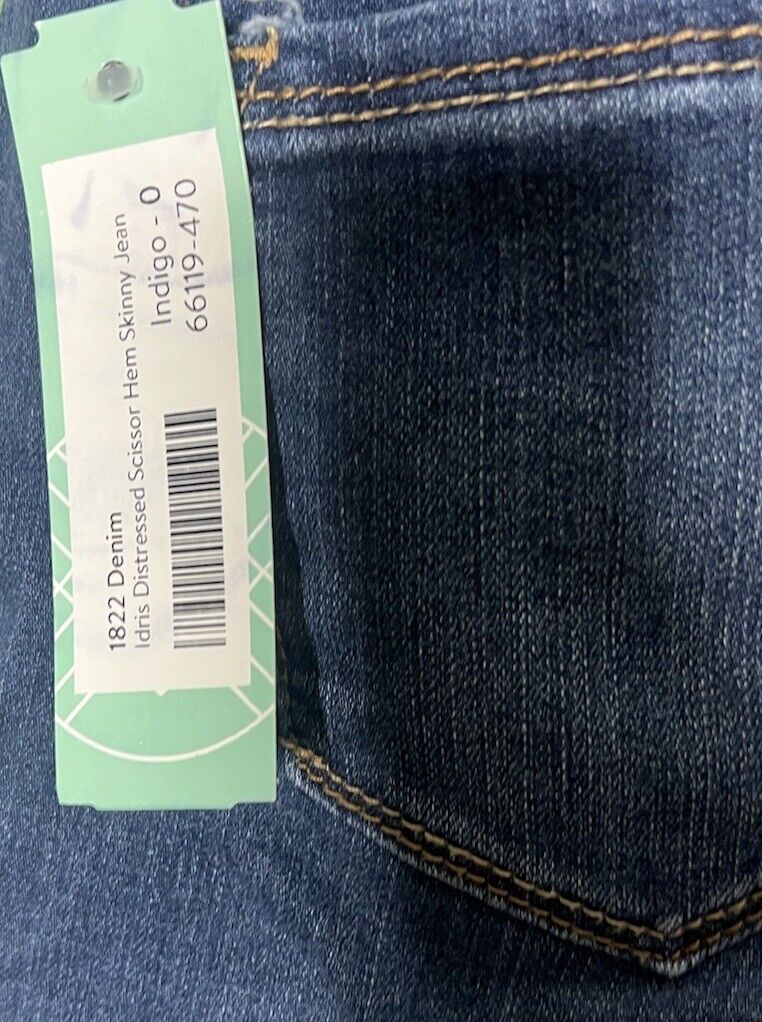 1822 Denim
Idris Distressed Scissor Hem Skinny Jean
Indigo - 0
66119-470